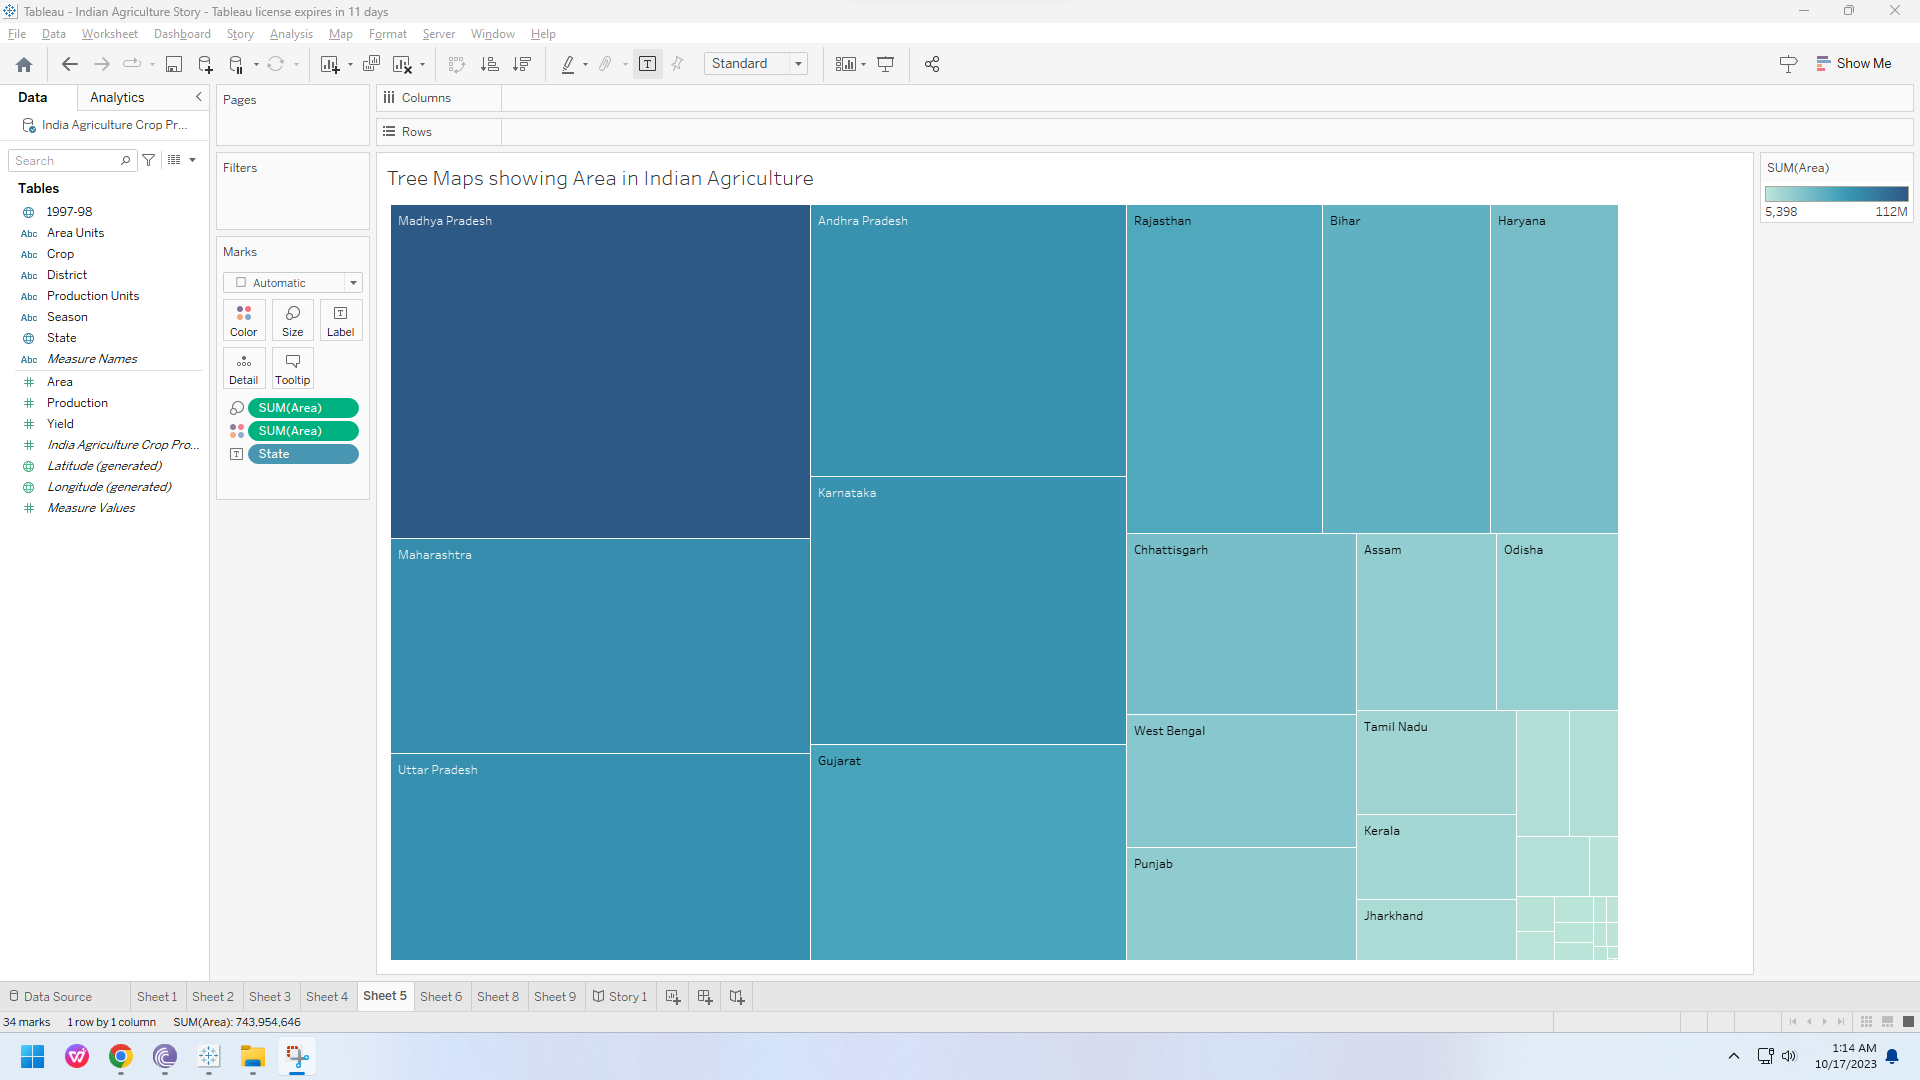 Tableau - Indian Agriculture Story - Tableau license expires in 11 days
File Data Worksheet Dashboard Story Analysis Map Format Server Window Help
Standard
Show Me
Data Analytics
India Agriculture Crop Pr...
Search
Tables
1997-98
Abc Area Units
Abc Crop
Abc District
Abc Production Units
Abc Season
State
Abc Measure Names
Area
Production
Yield
India Agriculture Crop Pro...
Latitude (generated)
Longitude (generated)
Measure Values
Pages
Filters
Marks
Automatic
Color Size Label
Detail Tooltip
SUM(Area)
SUM(Area)
State
Columns
Rows
Tree Maps showing Area in Indian Agriculture
Madhya Pradesh
Andhra Pradesh
Rajasthan
Bihar
Haryana
Karnataka
Maharashtra
Chhattisgarh
Assam
Odisha
Tamil Nadu
West Bengal
Gujarat
Uttar Pradesh
Kerala
Punjab
Jharkhand
SUM(Area)
5,398 112M
Data Source Sheet 1 Sheet 2 Sheet 3 Sheet 4 Sheet 5 Sheet 6 Sheet 8 Sheet 9 Story 1
34 marks 1 row by 1 column SUM(Area): 743,954,646
1:14 AM
10/17/2023